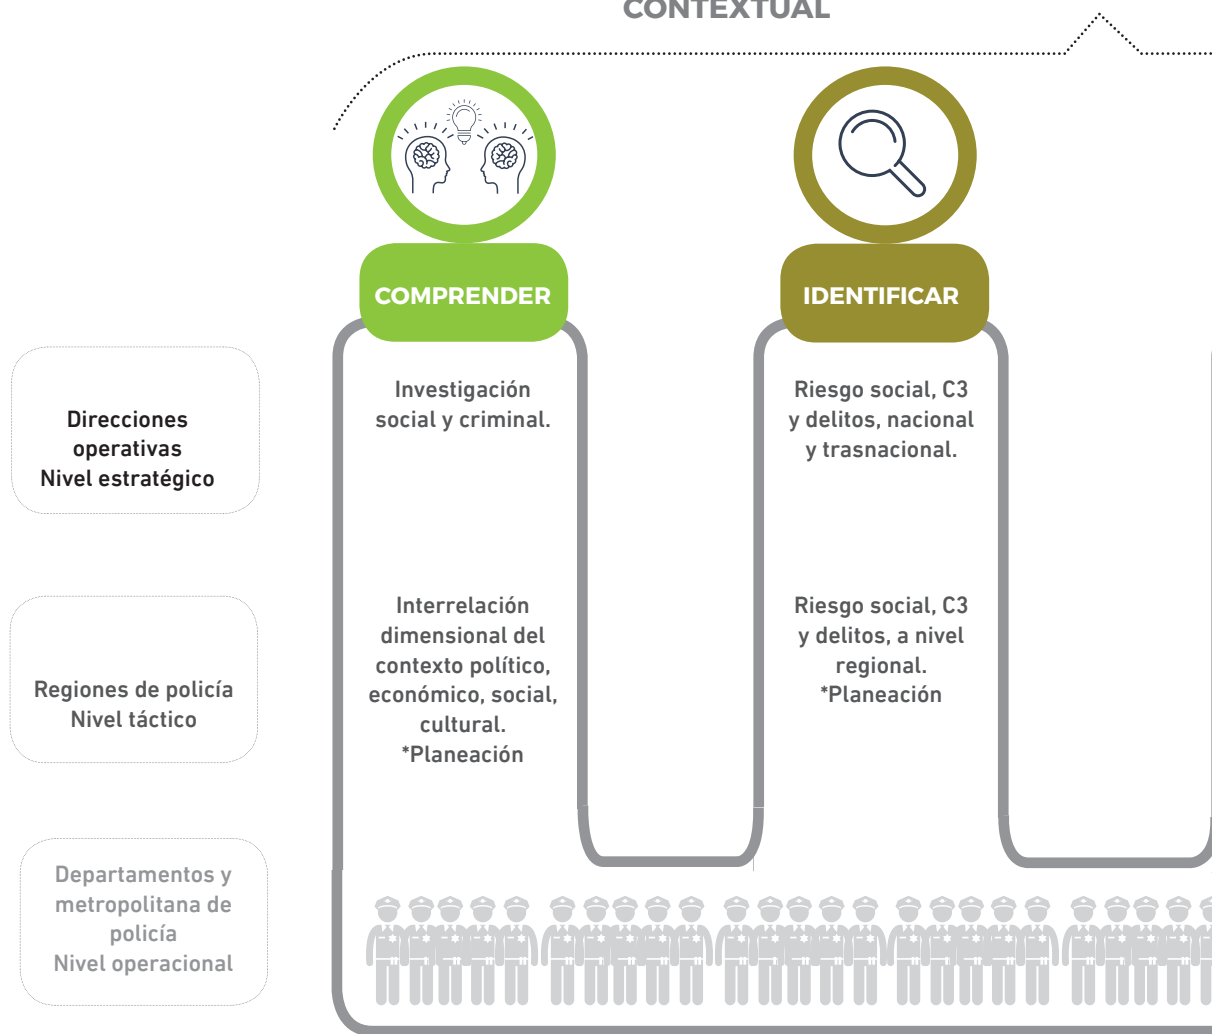 CONTEXTUAL
COMPRENDER
IDENTIFICAR
Direcciones
operativas
Nivel estratégico
Investigación
social y criminal.
Riesgo social, C3
y delitos, nacional
y trasnacional.
Regiones de policía
Nivel táctico
Interrelación
dimensional del
contexto político,
económico, social,
cultural.
*Planeación
Riesgo social, C3
y delitos, a nivel
regional.
*Planeación
Departamentos y
metropolitana de
policía
Nivel operacional